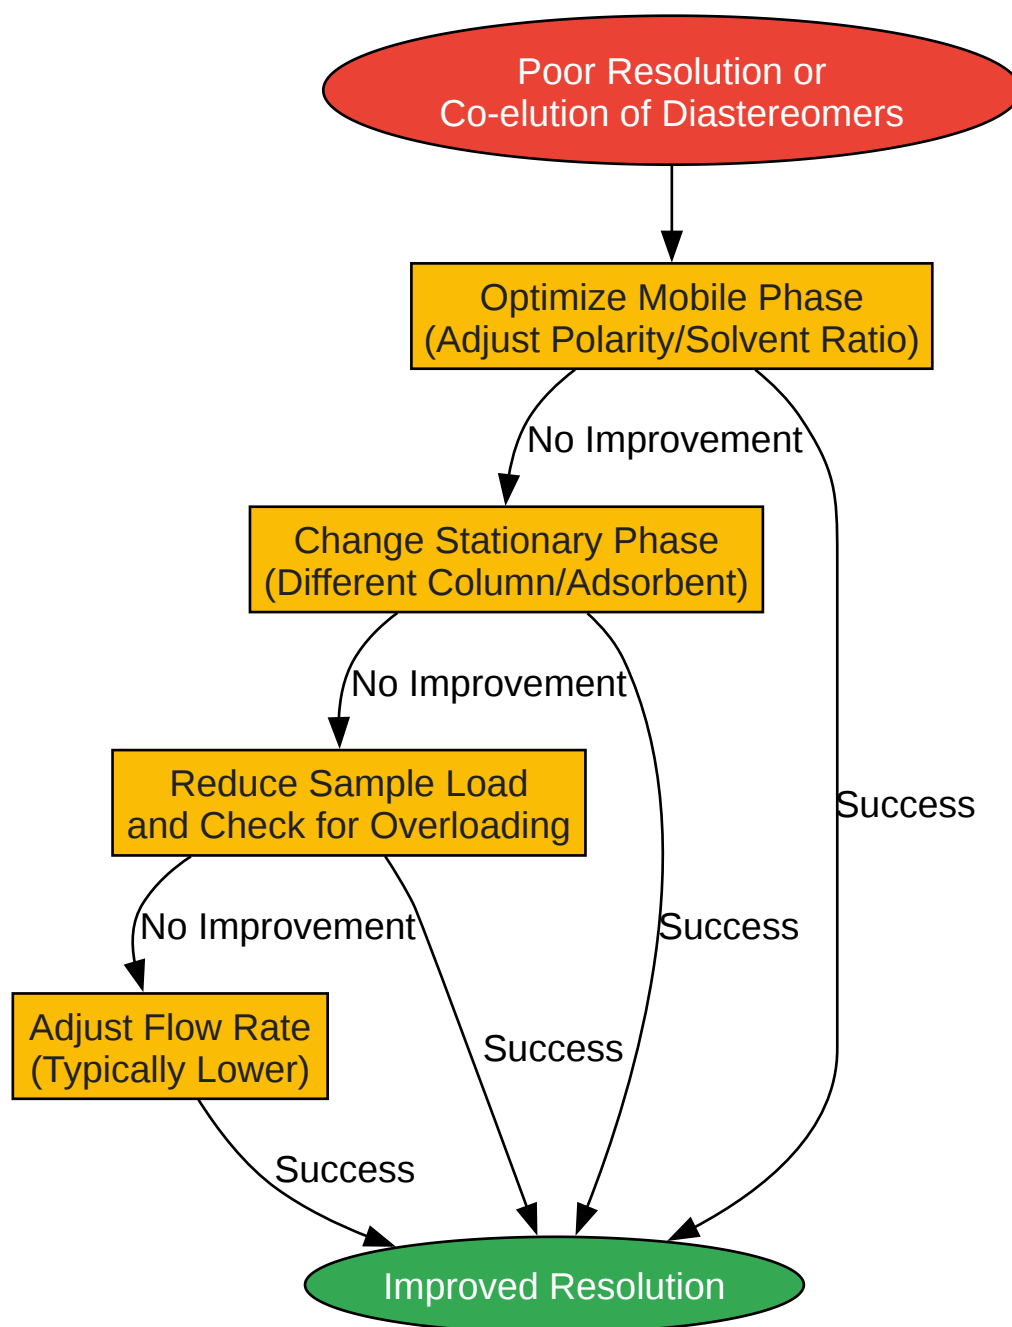 Poor Resolution or
Co-elution of Diastereomers
Optimize Mobile Phase
(Adjust Polarity/Solvent Ratio)
No Improvement
Change Stationary Phase
(Different Column/Adsorbent)
No Improvement
Reduce Sample Load
and Check for Overloading
Success
No Improvement
Success
Adjust Flow Rate
(Typically Lower)
Success
Success
Improved Resolution